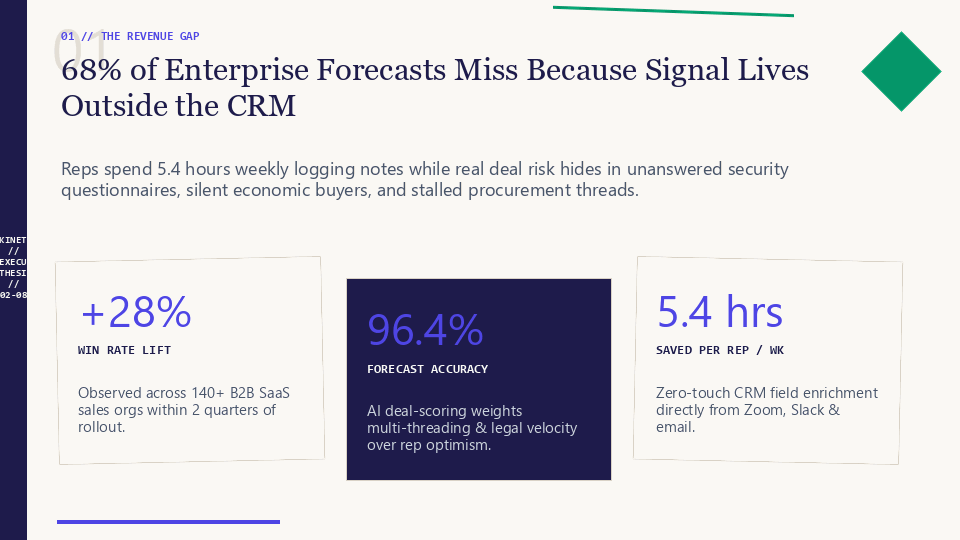 01
01 // THE REVENUE GAP
68% of Enterprise Forecasts Miss Because Signal Lives
Outside the CRM
Reps spend 5.4 hours weekly logging notes while real deal risk hides in unanswered security
questionnaires, silent economic buyers, and stalled procurement threads.
KINET
//
EXECU
THESI
//
02-08
+28%
WIN RATE LIFT
Observed across 140+ B2B SaaS
sales orgs within 2 quarters of
rollout.
96.4%
FORECAST ACCURACY
AI deal-scoring weights
multi-threading & legal velocity
over rep optimism.
5.4 hrs
SAVED PER REP / WK
Zero-touch CRM field enrichment
directly from Zoom, Slack &
email.